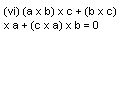 (vi) (a x b) x c + (b x c)
x a + (c x a) x b = 0